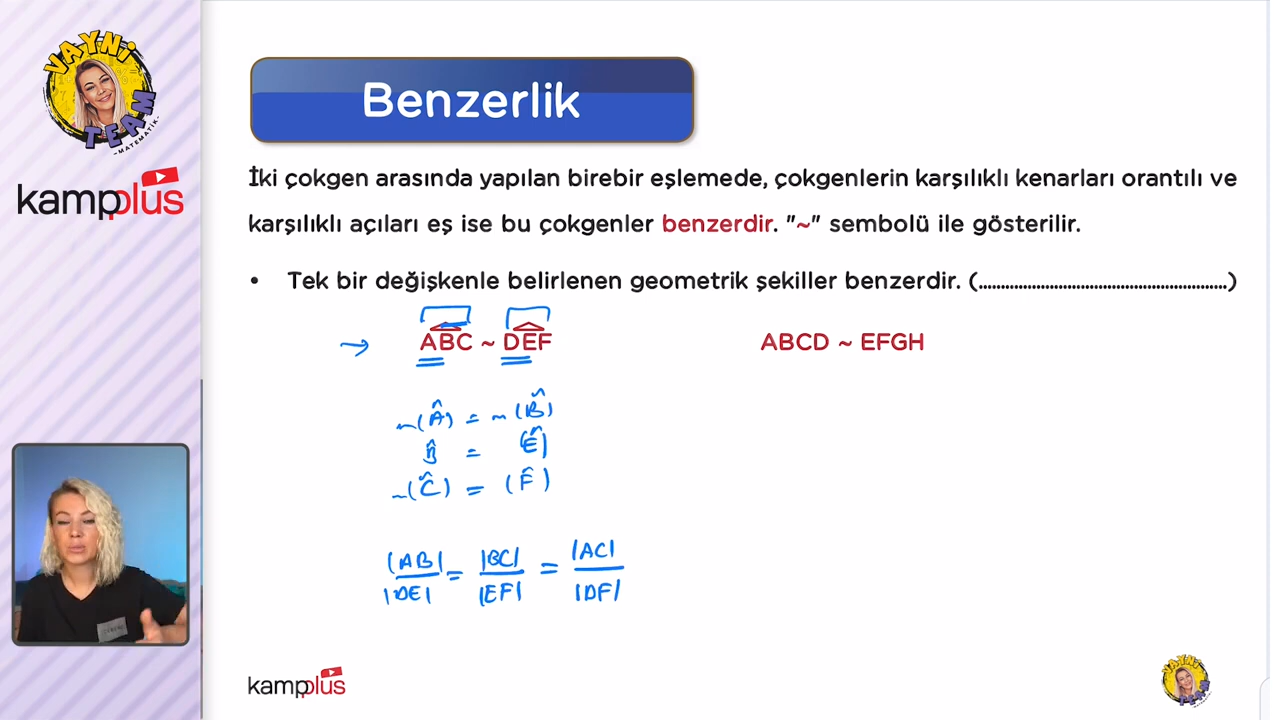 VAYNİ
TEAM
-MATEMATİK-
kampplus
Benzerlik
İki çokgen arasında yapılan birebir eşlemede, çokgenlerin karşılıklı kenarları orantılı ve
karşılıklı açıları eş ise bu çokgenler benzerdir. "~" sembolü ile gösterilir.
• Tek bir değişkenle belirlenen geometrik şekiller benzerdir. (........................................................)
→ ABC ~ DEF
ABCD ~ EFGH
m(Â) = m(B̂)
B̂ = (Ê)
m(Ĉ) = (F̂)
|AB| / |DE| = |BC| / |EF| = |AC| / |DF|
kampplus